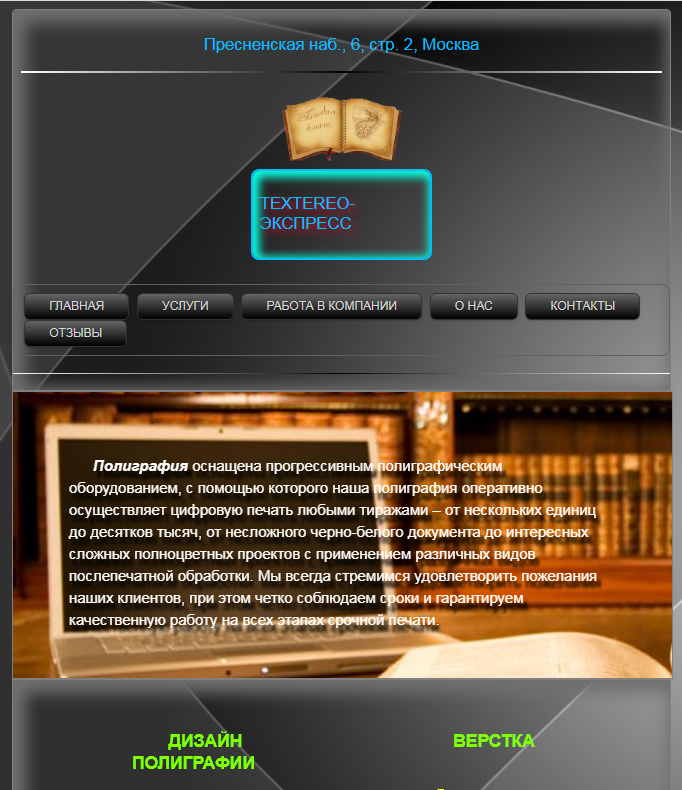 Пресненская наб., 6, стр. 2, Москва
TEXTEREO-
ЭКСПРЕСС
ГЛАВНАЯ УСЛУГИ РАБОТА В КОМПАНИИ О НАС КОНТАКТЫ
ОТЗЫВЫ
Полиграфия оснащена прогрессивным полиграфическим
оборудованием, с помощью которого наша полиграфия оперативно
осуществляет цифровую печать любыми тиражами – от нескольких единиц
до десятков тысяч, от несложного черно-белого документа до интересных
сложных полноцветных проектов с применением различных видов
послепечатной обработки. Мы всегда стремимся удовлетворить пожелания
наших клиентов, при этом четко соблюдаем сроки и гарантируем
качественную работу на всех этапах срочной печати.
ДИЗАЙН ВЕРСТКА
ПОЛИГРАФИИ